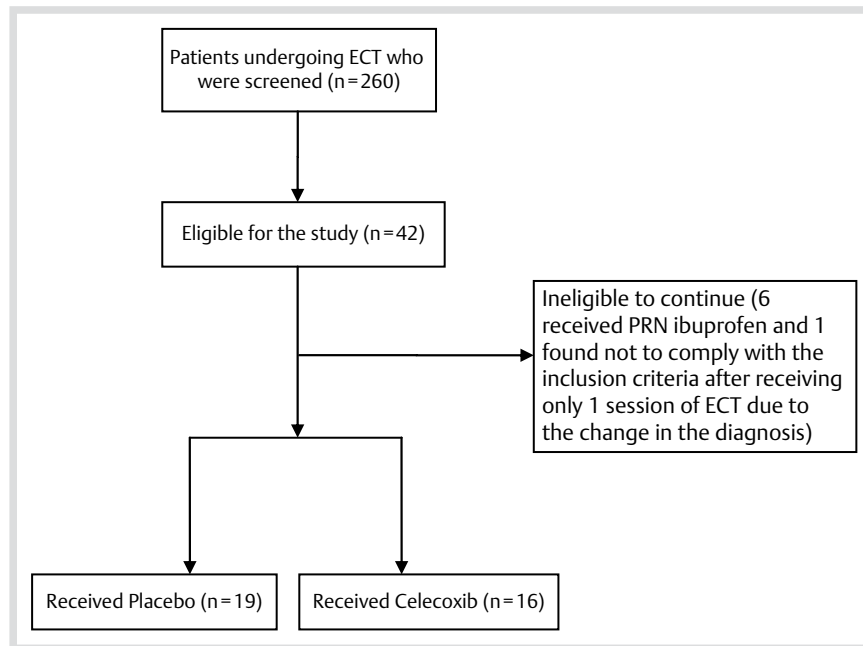 Patients undergoing ECT who
were screened (n=260)
Eligible for the study (n=42)
Ineligible to continue (6
received PRN ibuprofen and 1
found not to comply with the
inclusion criteria after receiving
only 1 session of ECT due to
the change in the diagnosis)
Received Placebo (n=19)
Received Celecoxib (n=16)